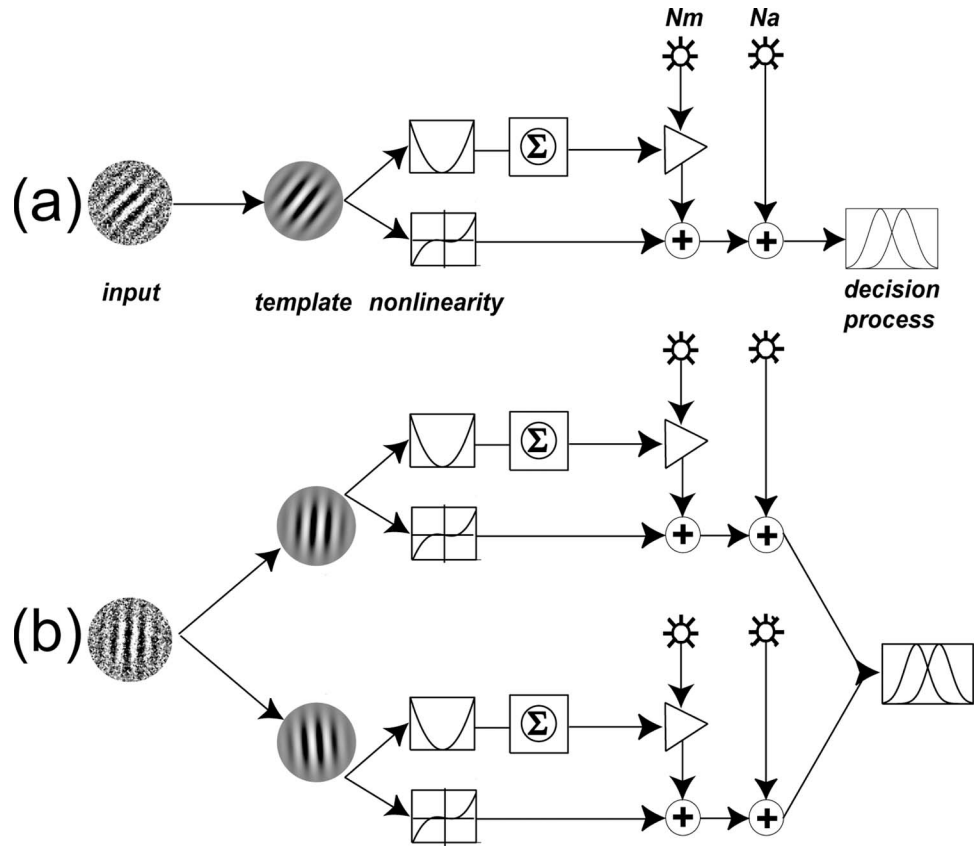 Nm Na
Σ
(a)
+ +
input template nonlinearity decision
process
Σ
+ +
(b)
Σ
+ +